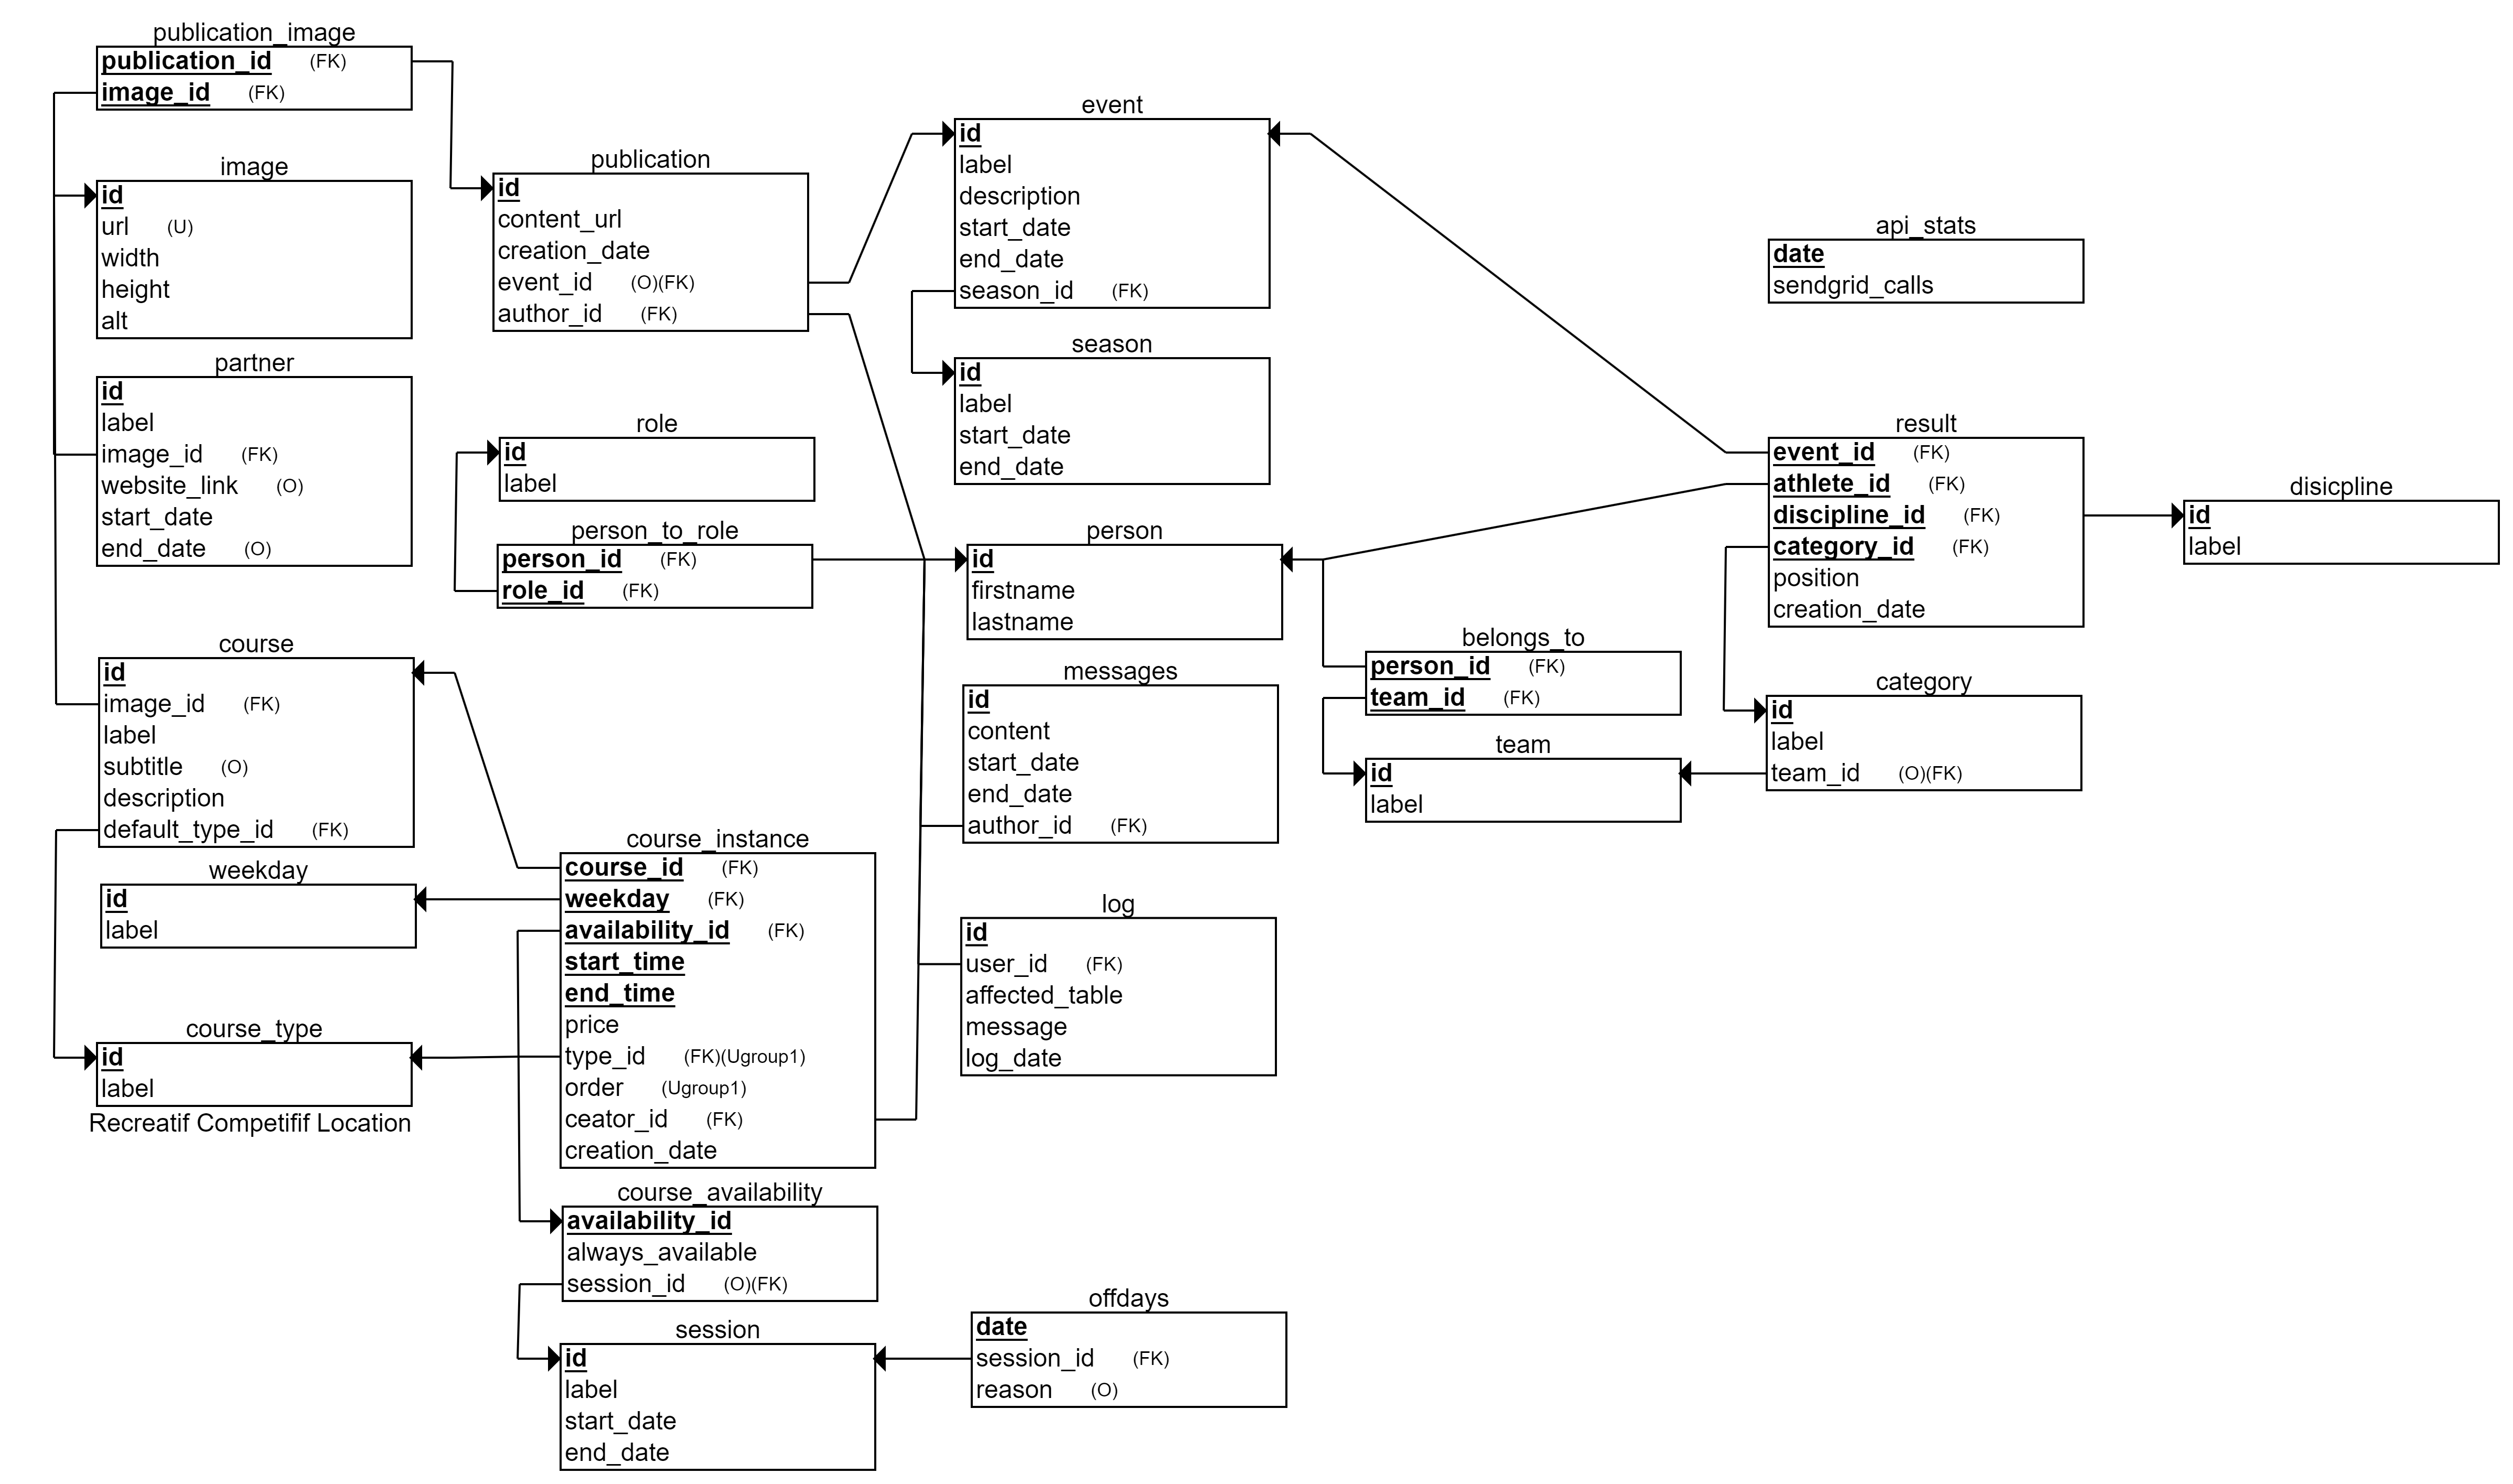 publication_image
publication_id (FK)
image_id (FK)
image
id
url (U)
width
height
alt
partner
id
label
image_id (FK)
website_link (O)
start_date
end_date (O)
course
id
image_id (FK)
label
subtitle (O)
description
default_type_id (FK)
weekday
id
label
course_type
id
label
Recreatif Competifif Location
publication
id
content_url
creation_date
event_id (O)(FK)
author_id (FK)
role
id
label
person_to_role
person_id (FK)
role_id (FK)
course_instance
course_id (FK)
weekday (FK)
availability_id (FK)
start_time
end_time
price
type_id (FK)(Ugroup1)
order (Ugroup1)
ceator_id (FK)
creation_date
course_availability
availability_id
always_available
session_id (O)(FK)
session
id
label
start_date
end_date
event
id
label
description
start_date
end_date
season_id (FK)
season
id
label
start_date
end_date
person
id
firstname
lastname
messages
id
content
start_date
end_date
author_id (FK)
log
id
user_id (FK)
affected_table
message
log_date
offdays
date
session_id (FK)
reason (O)
belongs_to
person_id (FK)
team_id (FK)
team
id
label
api_stats
date
sendgrid_calls
result
event_id (FK)
athlete_id (FK)
discipline_id (FK)
category_id (FK)
position
creation_date
category
id
label
team_id (O)(FK)
disicpline
id
label